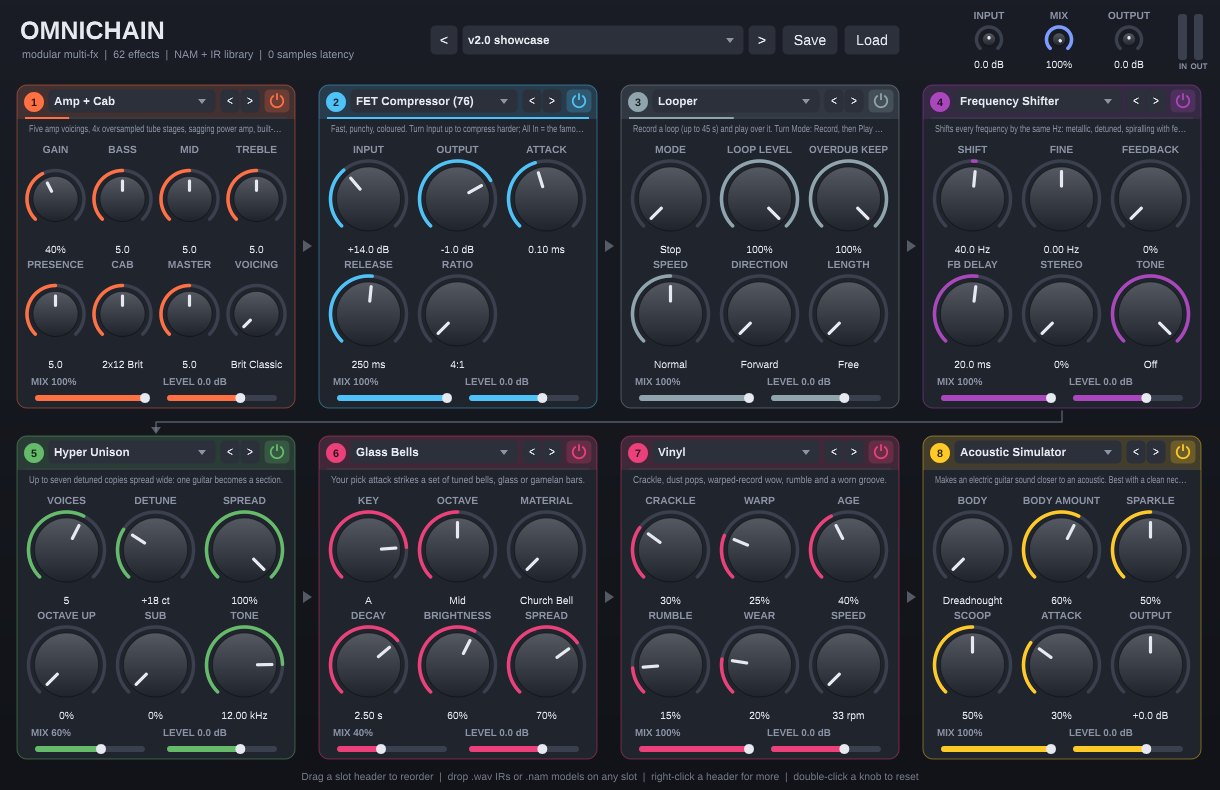 OMNICHAIN
modular multi-fx | 62 effects | NAM + IR library | 0 samples latency
< v2.0 showcase > Save Load
INPUT MIX OUTPUT
0.0 dB 100% 0.0 dB
IN OUT
1 Amp + Cab < >
Five amp voicings, 4x oversampled tube stages, sagging power amp, built-...
GAIN BASS MID TREBLE
40% 5.0 5.0 5.0
PRESENCE CAB MASTER VOICING
5.0 2x12 Brit 5.0 Brit Classic
MIX 100% LEVEL 0.0 dB
2 FET Compressor (76) < >
Fast, punchy, coloured. Turn Input up to compress harder; All In = the famo...
INPUT OUTPUT ATTACK
+14.0 dB -1.0 dB 0.10 ms
RELEASE RATIO
250 ms 4:1
MIX 100% LEVEL 0.0 dB
3 Looper < >
Record a loop (up to 45 s) and play over it. Turn Mode: Record, then Play ...
MODE LOOP LEVEL OVERDUB KEEP
Stop 100% 100%
SPEED DIRECTION LENGTH
Normal Forward Free
MIX 100% LEVEL 0.0 dB
4 Frequency Shifter < >
Shifts every frequency by the same Hz: metallic, detuned, spiralling with fe...
SHIFT FINE FEEDBACK
40.0 Hz 0.00 Hz 0%
FB DELAY STEREO TONE
20.0 ms 0% Off
MIX 100% LEVEL 0.0 dB
5 Hyper Unison < >
Up to seven detuned copies spread wide: one guitar becomes a section.
VOICES DETUNE SPREAD
5 +18 ct 100%
OCTAVE UP SUB TONE
0% 0% 12.00 kHz
MIX 60% LEVEL 0.0 dB
6 Glass Bells < >
Your pick attack strikes a set of tuned bells, glass or gamelan bars.
KEY OCTAVE MATERIAL
A Mid Church Bell
DECAY BRIGHTNESS SPREAD
2.50 s 60% 70%
MIX 40% LEVEL 0.0 dB
7 Vinyl < >
Crackle, dust pops, warped-record wow, rumble and a worn groove.
CRACKLE WARP AGE
30% 25% 40%
RUMBLE WEAR SPEED
15% 20% 33 rpm
MIX 100% LEVEL 0.0 dB
8 Acoustic Simulator < >
Makes an electric guitar sound closer to an acoustic. Best with a clean nec...
BODY BODY AMOUNT SPARKLE
Dreadnought 60% 50%
SCOOP ATTACK OUTPUT
50% 30% +0.0 dB
MIX 100% LEVEL 0.0 dB
Drag a slot header to reorder | drop .wav IRs or .nam models on any slot | right-click a header for more | double-click a knob to reset